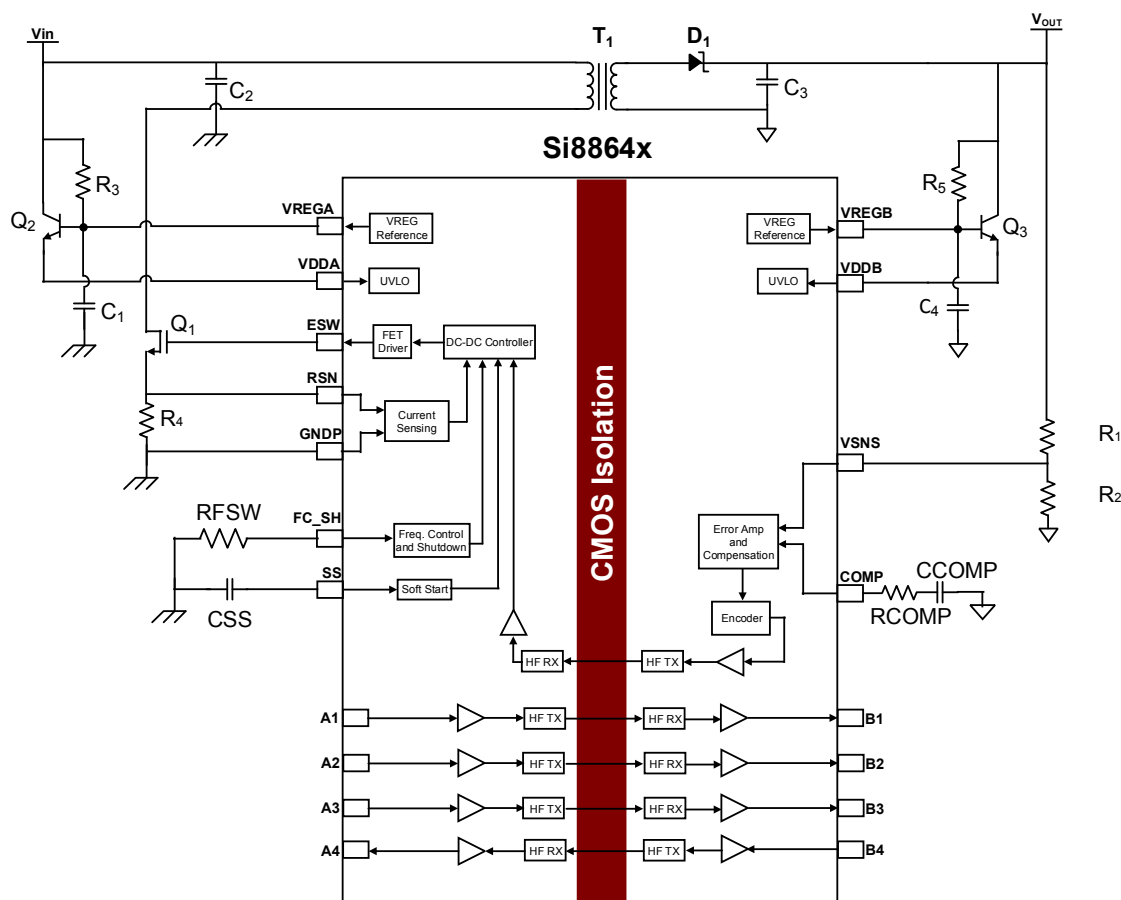 Vin
T1
D1
VOUT
C2
C3
Si8864x
R3
R5
Q2
VREGA
VREG
Reference
VREG
Reference
VREGB
Q3
VDDA
UVLO
UVLO
VDDB
C1
C4
Q1
ESW
FET
Driver
DC-DC Controller
RSN
R4
Current
Sensing
GNDP
CMOS Isolation
VSNS
R1
R2
RFSW
FC_SH
Freq. Control
and Shutdown
Error Amp
and
Compensation
SS
Soft Start
CSS
COMP
CCOMP
RCOMP
Encoder
HF RX
HF TX
A1
HF TX
HF RX
B1
A2
HF TX
HF RX
B2
A3
HF TX
HF RX
B3
A4
HF RX
HF TX
B4